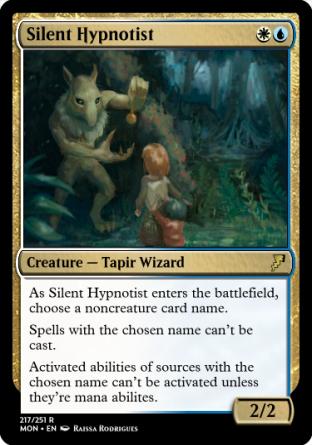 Silent Hypnotist
Creature — Tapir Wizard
As Silent Hypnotist enters the battlefield,
choose a noncreature card name.
Spells with the chosen name can't be
cast.
Activated abilities of sources with the
chosen name can't be activated unless
they're mana abilites.
217/251 R
MON • EN Raissa Rodrigues
2/2